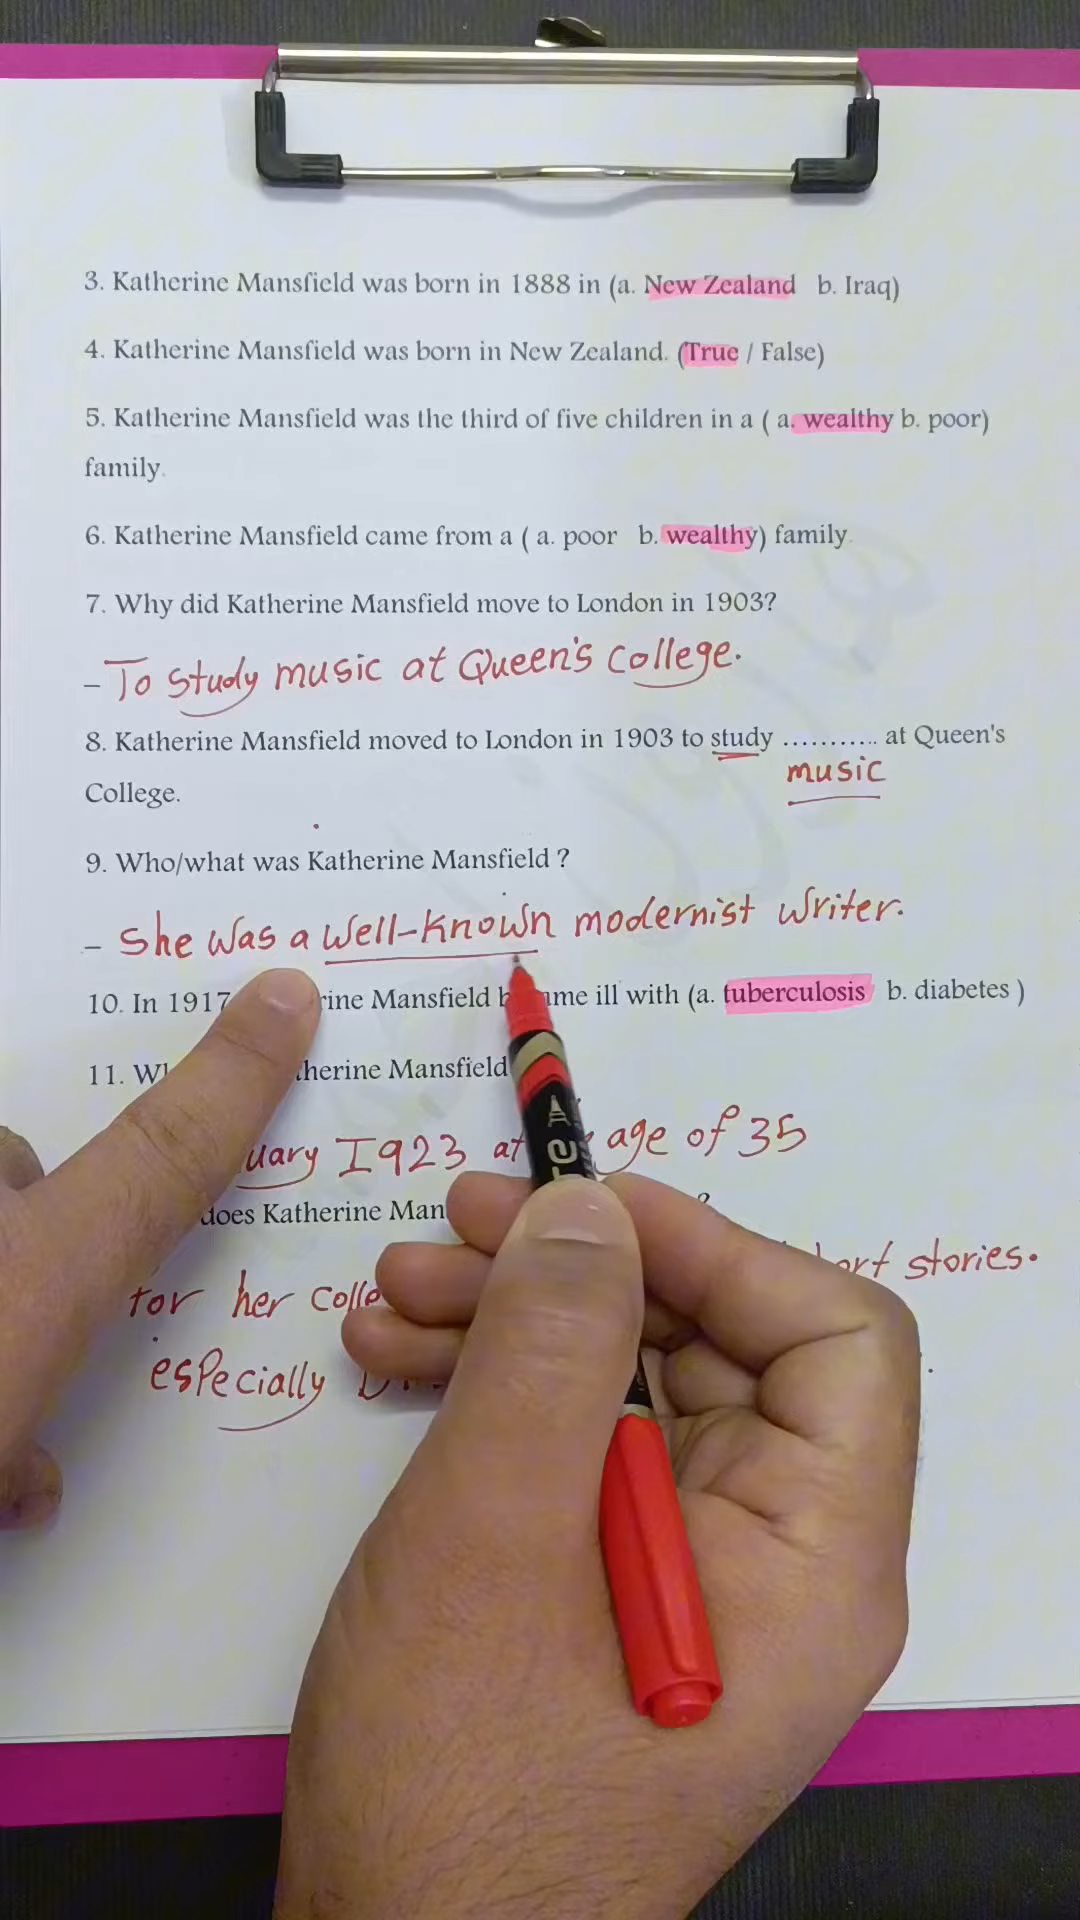 3. Katherine Mansfield was born in 1888 in (a. New Zealand b. Iraq)
4. Katherine Mansfield was born in New Zealand. (True / False)
5. Katherine Mansfield was the third of five children in a ( a. wealthy b. poor)
family.
6. Katherine Mansfield came from a ( a. poor b. wealthy) family.
7. Why did Katherine Mansfield move to London in 1903?
– To study music at Queen's college.
8. Katherine Mansfield moved to London in 1903 to study ........... at Queen's
music
College.
9. Who/what was Katherine Mansfield ?
– She was a well-known modernist writer.
10. In 1917 Mansfield ill with (a. tuberculosis b. diabetes )
11. Mansfield
1923 at age of 35
does Katherine ?
stories.
for her
especially